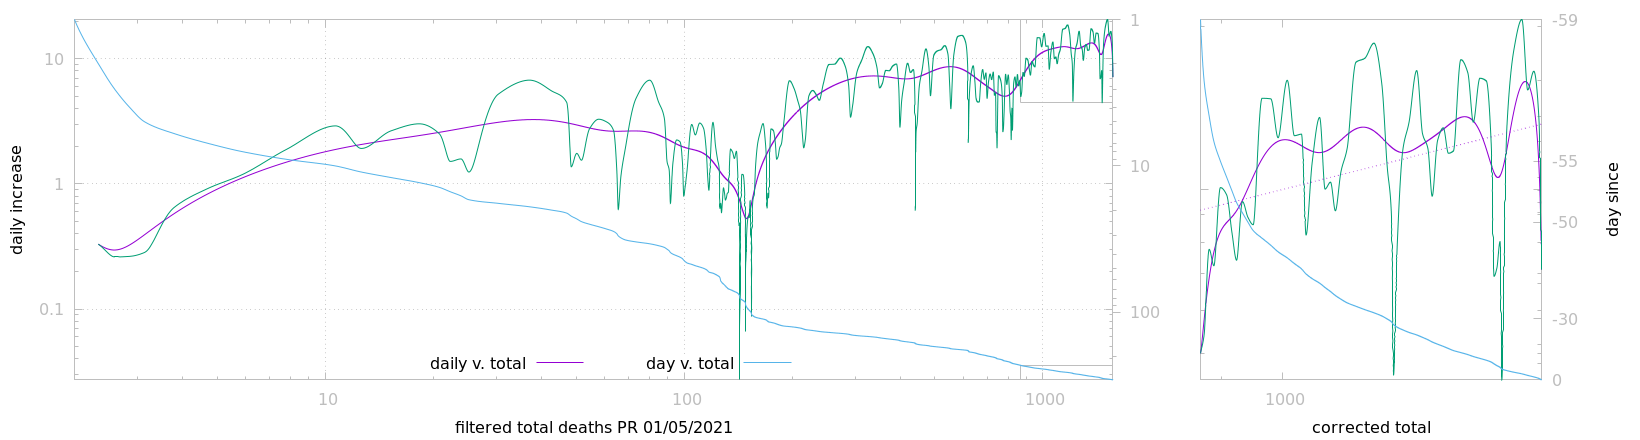 daily increase
10
1
0.1
10
100
1000
filtered total deaths PR 01/05/2021
daily v. total
day v. total
1
10
100
1000
corrected total
-59
-55
-50
-30
0
day since